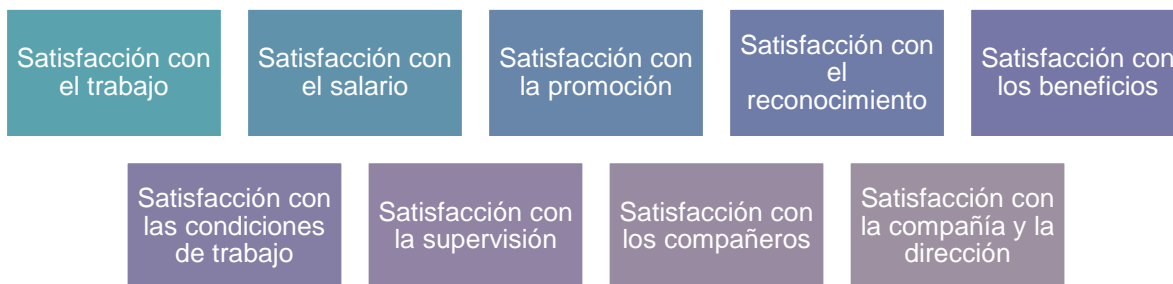 Satisfacción con
el trabajo
Satisfacción con
el salario
Satisfacción con
la promoción
Satisfacción con
el
reconocimiento
Satisfacción con
los beneficios
Satisfacción con
las condiciones
de trabajo
Satisfacción con
la supervisión
Satisfacción con
los compañeros
Satisfacción con
la compañía y la
dirección